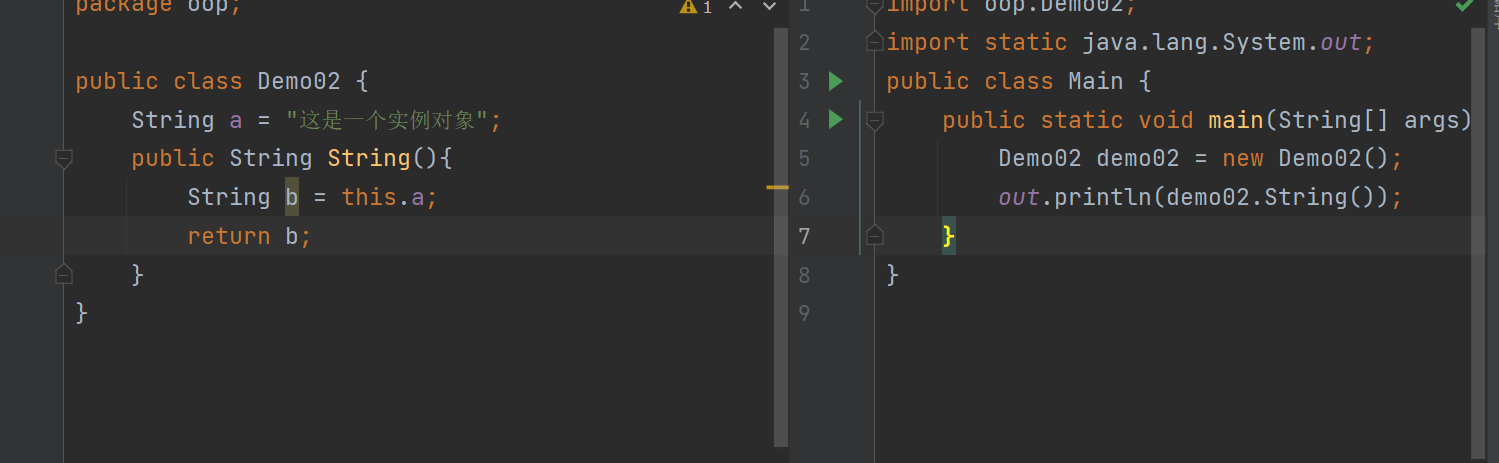 package oop;
1
public class Demo02 {
String a = "这是一个实例对象";
public String String(){
String b = this.a;
return b;
}
}
1 import oop.Demo02;
2 import static java.lang.System.out;
3 public class Main {
4 public static void main(String[] args)
5 Demo02 demo02 = new Demo02();
6 out.println(demo02.String());
7 }
8 }
9